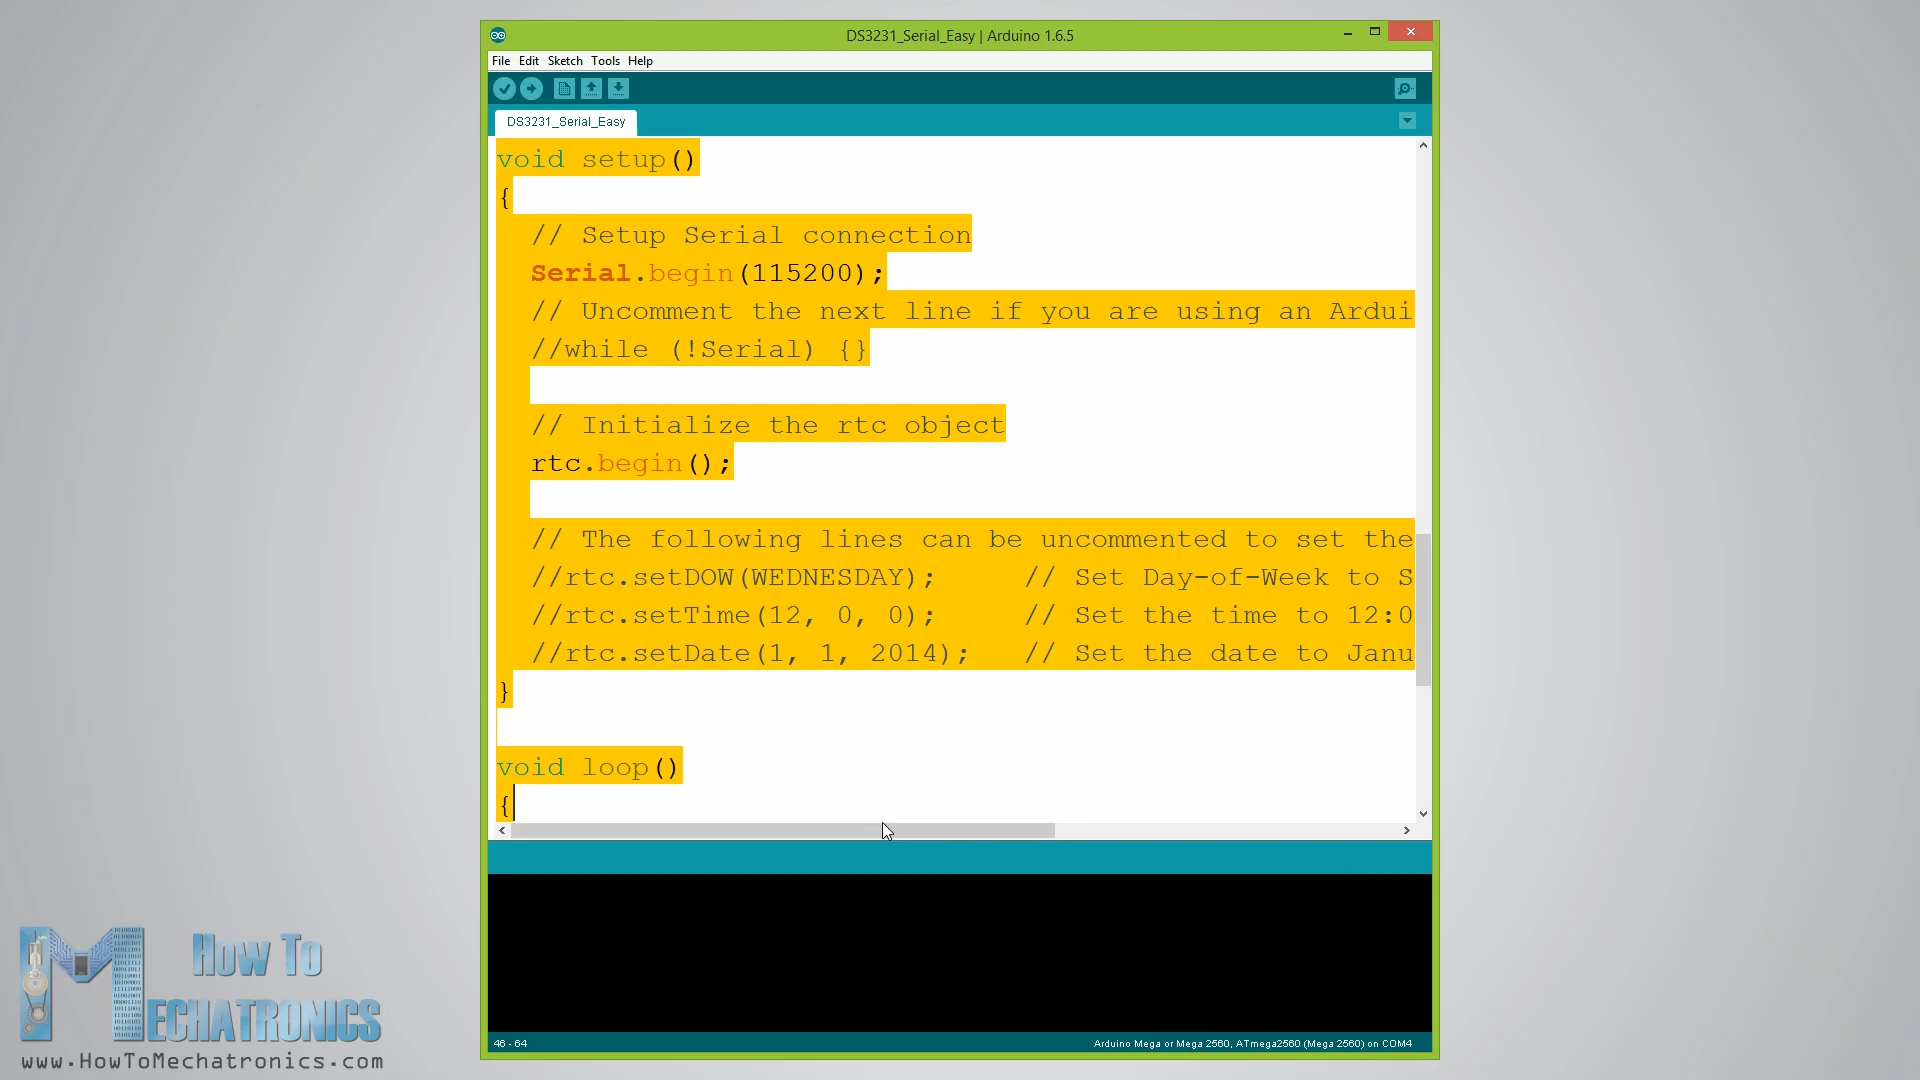 DS3231_Serial_Easy | Arduino 1.6.5
File Edit Sketch Tools Help
DS3231_Serial_Easy
void setup()
{
// Setup Serial connection
Serial.begin(115200);
// Uncomment the next line if you are using an Ardui
//while (!Serial) {}
// Initialize the rtc object
rtc.begin();
// The following lines can be uncommented to set the
//rtc.setDOW(WEDNESDAY); // Set Day-of-Week to S
//rtc.setTime(12, 0, 0); // Set the time to 12:0
//rtc.setDate(1, 1, 2014); // Set the date to Janu
}
void loop()
{
46 - 64
Arduino Mega or Mega 2560, ATmega2560 (Mega 2560) on COM4
How To
MECHATRONICS
www.HowToMechatronics.com